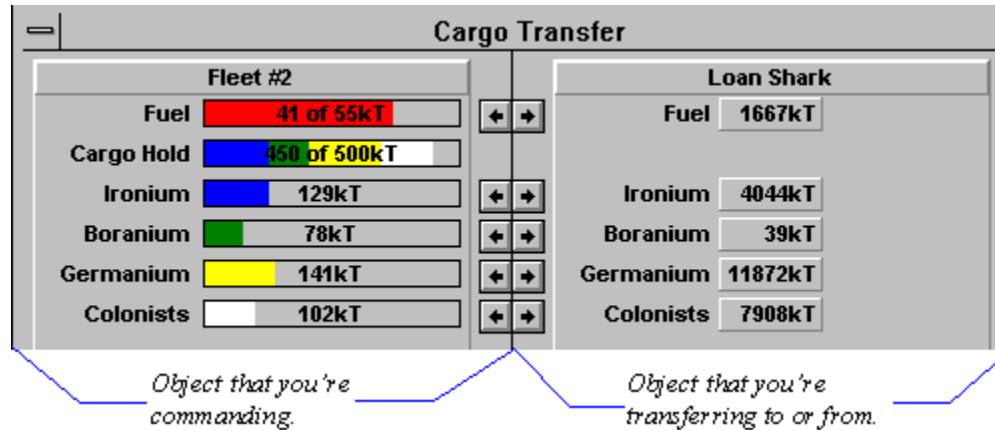 Cargo Transfer
Fleet #2
Fuel 41 of 55kT
Cargo Hold 450 of 500kT
Ironium 129kT
Boranium 78kT
Germanium 141kT
Colonists 102kT
Loan Shark
Fuel 1667kT
Ironium 4044kT
Boranium 39kT
Germanium 11872kT
Colonists 7908kT
Object that you're
commanding.
Object that you're
transferring to or from.